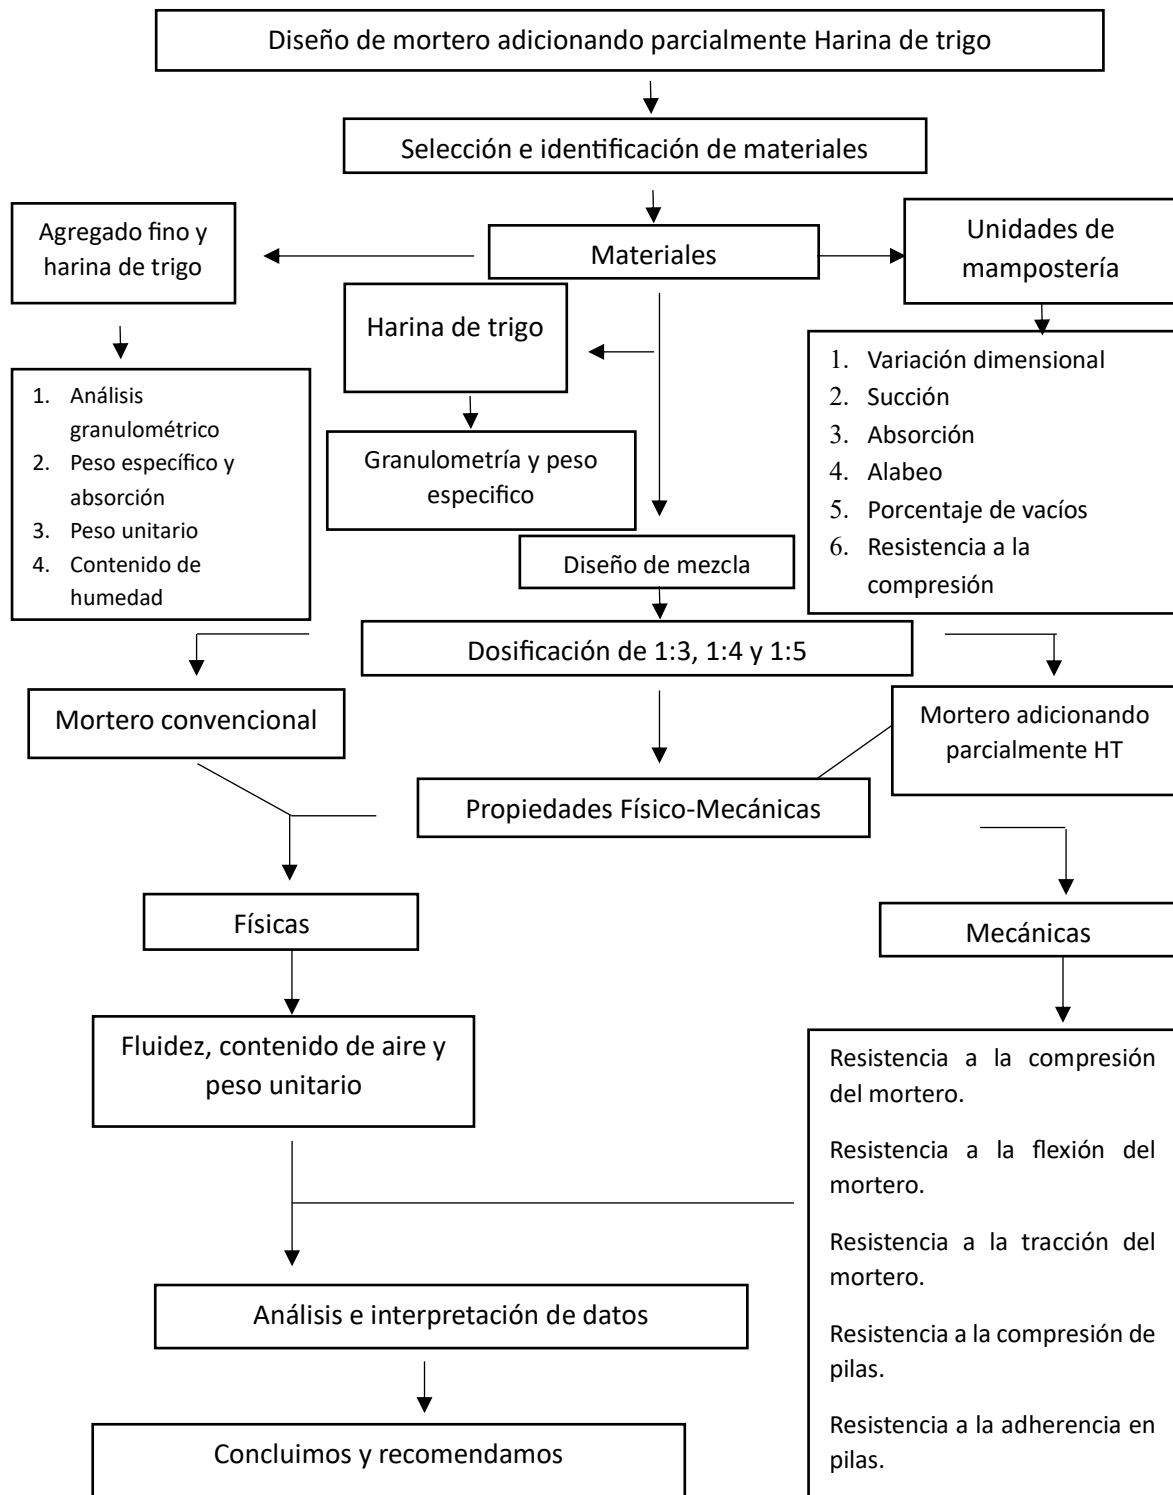 Diseño de mortero adicionando parcialmente Harina de trigo
Selección e identificación de materiales
Agregado fino y
harina de trigo
Materiales
Unidades de
mampostería
Harina de trigo
1. Análisis
granulométrico
2. Peso específico y
absorción
3. Peso unitario
4. Contenido de
humedad
Granulometría y peso
especifico
1. Variación dimensional
2. Succión
3. Absorción
4. Alabeo
5. Porcentaje de vacíos
6. Resistencia a la
compresión
Diseño de mezcla
Dosificación de 1:3, 1:4 y 1:5
Mortero convencional
Mortero adicionando
parcialmente HT
Propiedades Físico-Mecánicas
Físicas
Mecánicas
Fluidez, contenido de aire y
peso unitario
Resistencia a la compresión
del mortero.
Resistencia a la flexión del
mortero.
Resistencia a la tracción del
mortero.
Resistencia a la compresión de
pilas.
Resistencia a la adherencia en
pilas.
Análisis e interpretación de datos
Concluimos y recomendamos